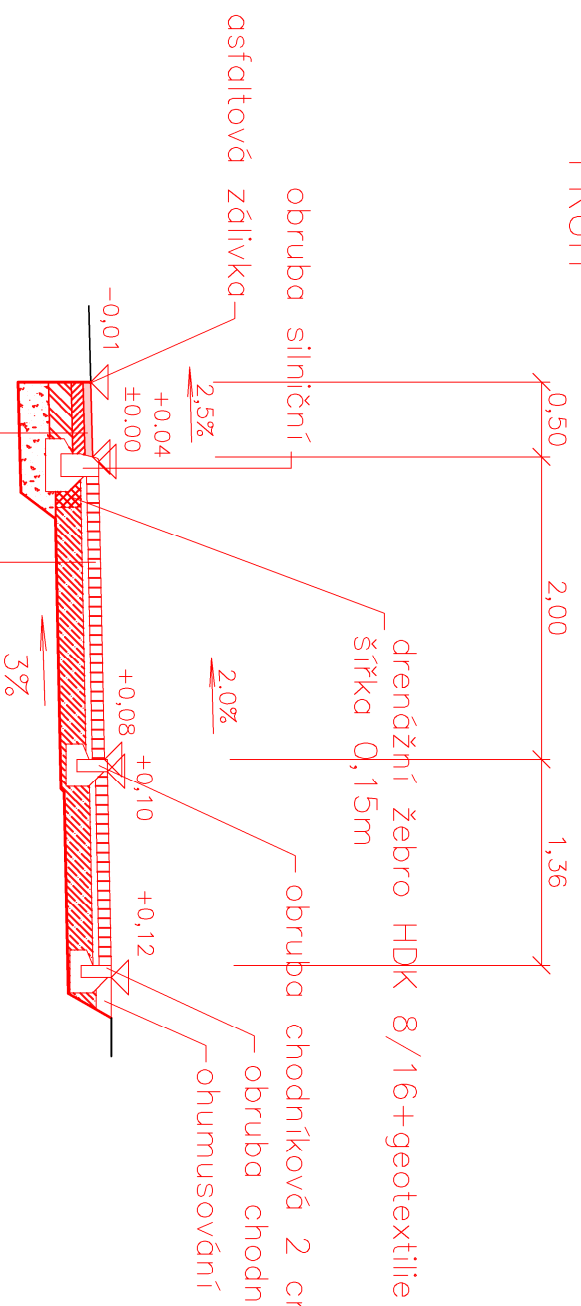 asfaltová zálivka
obruba silniční
-0,01
+0.04
±0.00
2,5%
0,50
2,00
1,36
2.0%
3%
drenážní žebro HDK 8/16+geotextilie
šířka 0,15m
+0,08
+0,10
+0,12
obruba chodníková 2
obruba
ohumusování